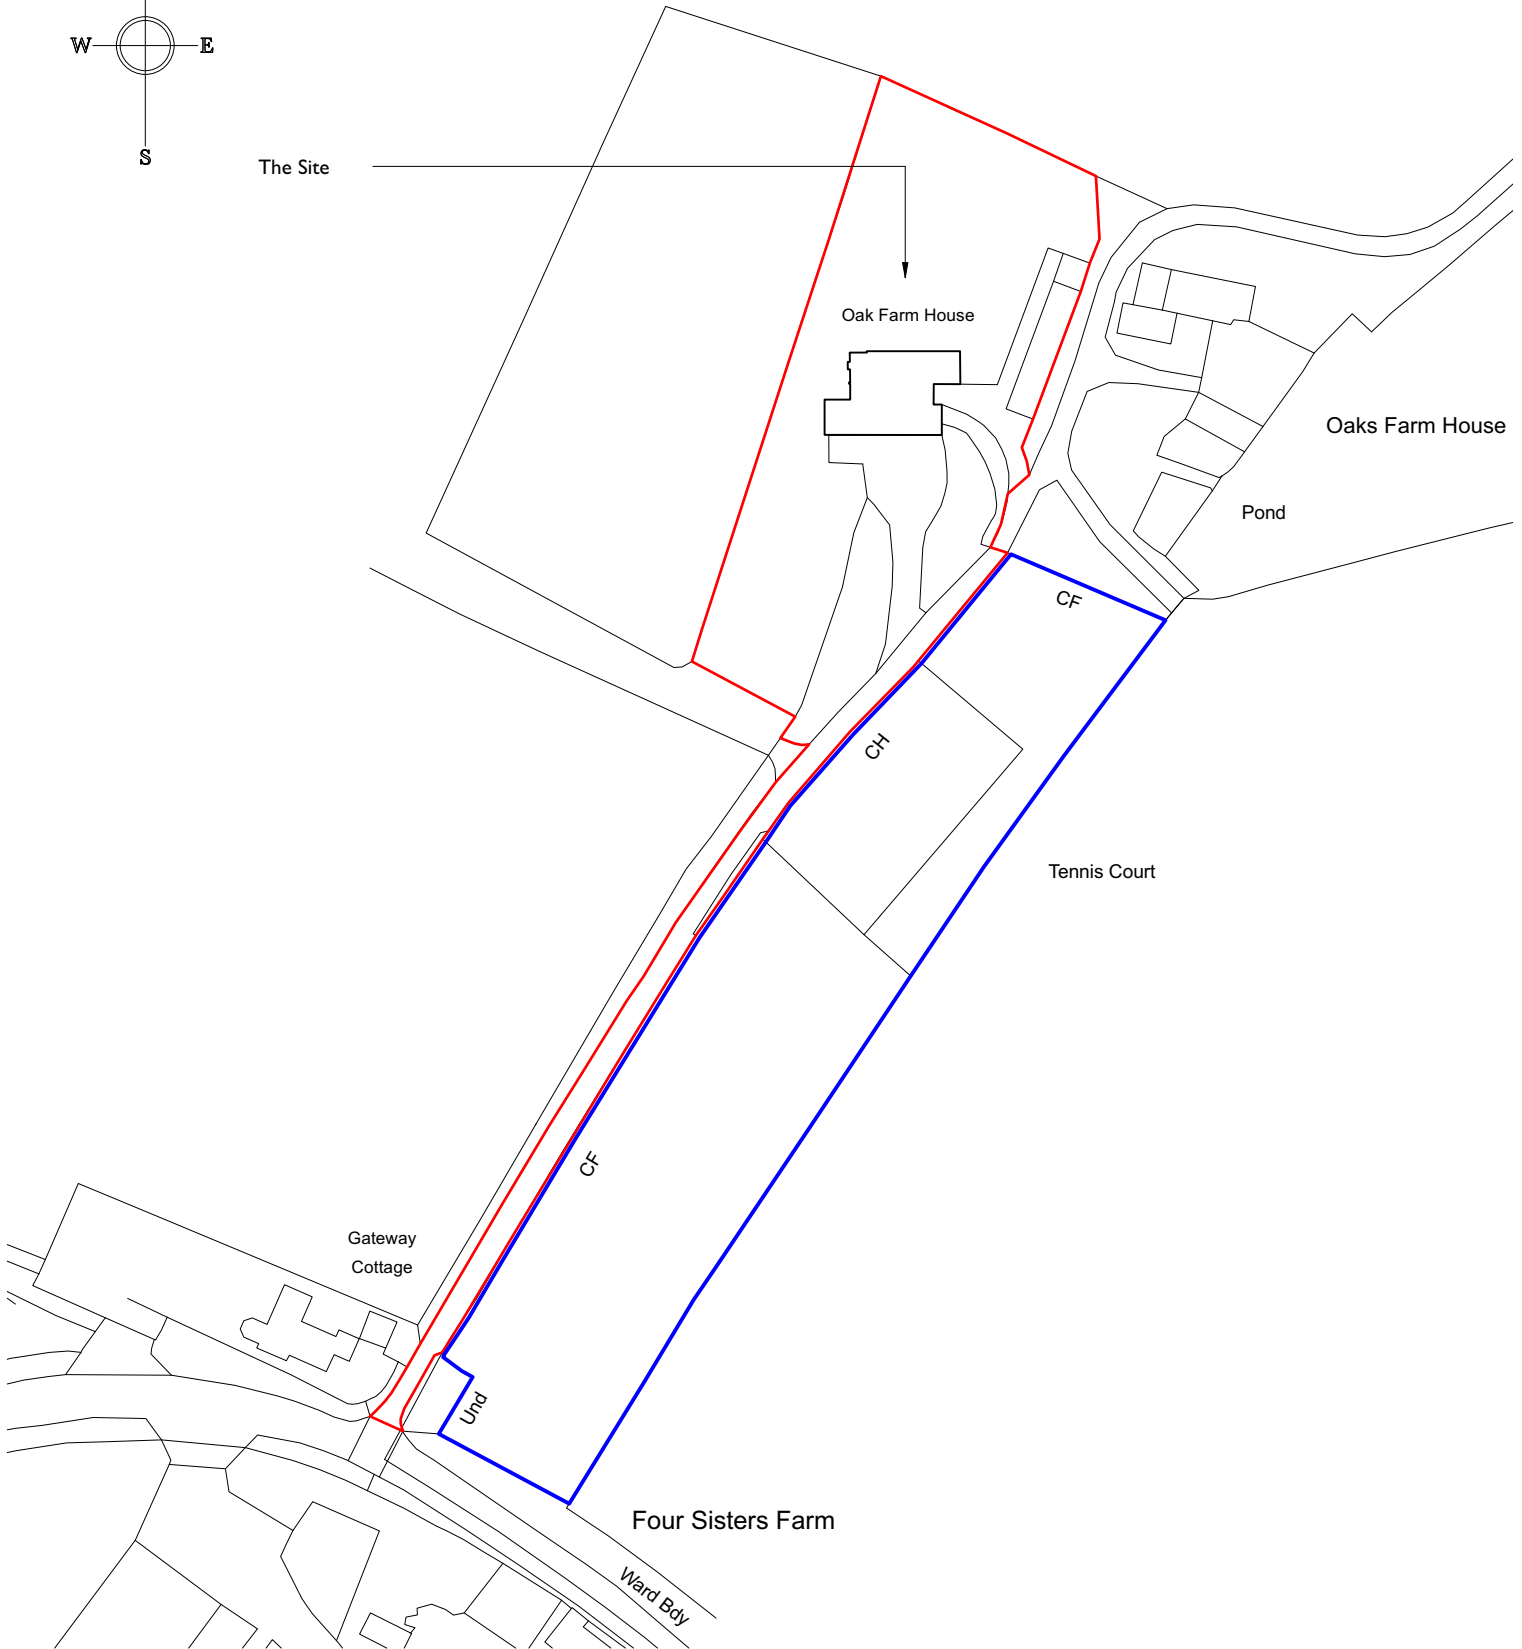 W
E
S
The Site
Oak Farm House
Oaks Farm House
Pond
CF
CH
Tennis Court
CF
Gateway
Cottage
Und
Four Sisters Farm
Ward Bdy